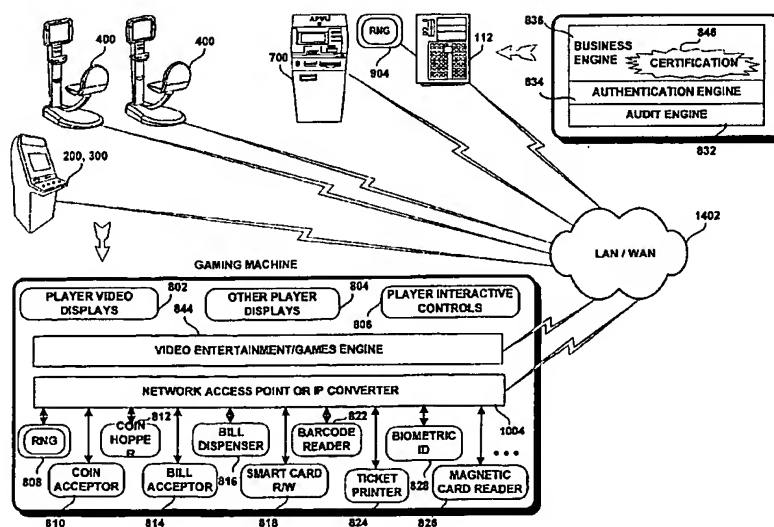 400
400
700
RNG
904
112
836
BUSINESS
ENGINE
846
CERTIFICATION
834
AUTHENTICATION ENGINE
AUDIT ENGINE
832
200, 300
1402
LAN / WAN
GAMING MACHINE
PLAYER VIDEO
DISPLAYS
802
OTHER PLAYER
DISPLAYS
804
PLAYER INTERACTIVE
CONTROLS
806
844
VIDEO ENTERTAINMENT/GAMES ENGINE
NETWORK ACCESS POINT OR IP CONVERTER
1004
RNG
808
COIN
HOPPE
R
812
BILL
DISPENSER
816
BARCODE
READER
822
BIOMETRIC
ID
828
COIN
ACCEPTOR
BILL
ACCEPTOR
SMART CARD
R/W
TICKET
PRINTER
MAGNETIC
CARD READER
810
814
818
824
826